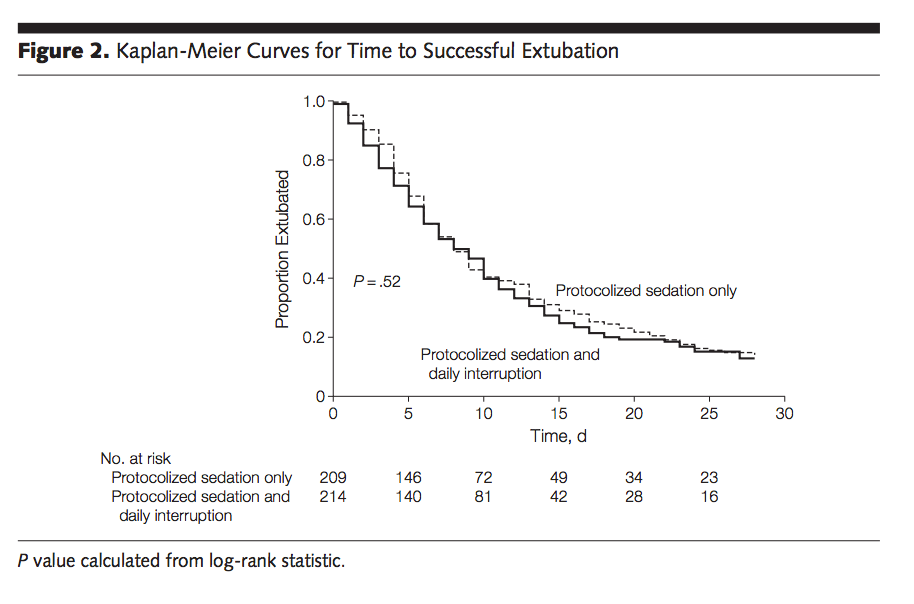 Figure 2. Kaplan-Meier Curves for Time to Successful Extubation
1.0
0.8
0.6
0.4
0.2
0
Proportion Extubated
P = .52
Protocolized sedation only
Protocolized sedation and
daily interruption
0 5 10 15 20 25 30
Time, d
No. at risk
Protocolized sedation only 209 146 72 49 34 23
Protocolized sedation and 214 140 81 42 28 16
daily interruption
P value calculated from log-rank statistic.